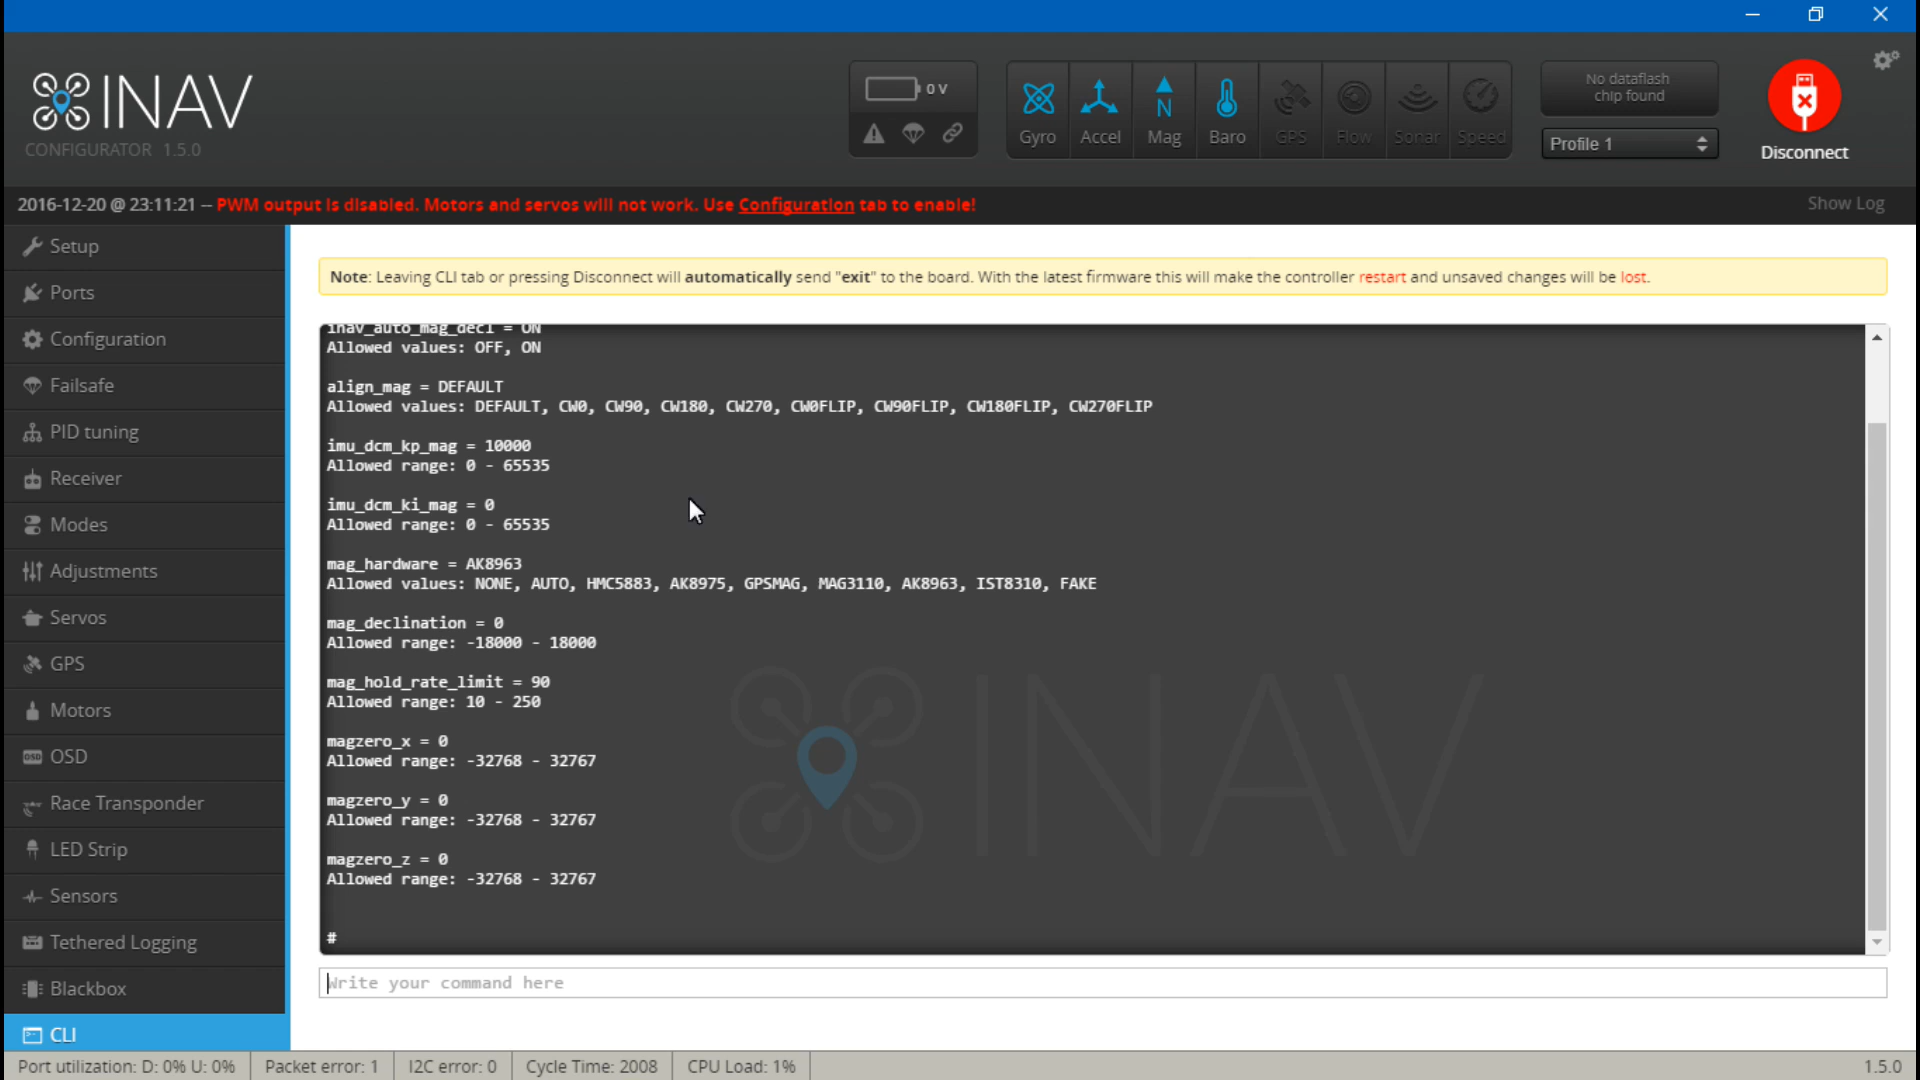 INAV
CONFIGURATOR 1.5.0
0 V
Gyro
Accel
Mag
Baro
GPS
Flow
Sonar
Speed
No dataflash
chip found
Profile 1
Disconnect
2016-12-20 @ 23:11:21 -- PWM output is disabled. Motors and servos will not work. Use Configuration tab to enable!
Show Log
Setup
Ports
Configuration
Failsafe
PID tuning
Receiver
Modes
Adjustments
Servos
GPS
Motors
OSD
Race Transponder
LED Strip
Sensors
Tethered Logging
Blackbox
CLI
Note: Leaving CLI tab or pressing Disconnect will automatically send "exit" to the board. With the latest firmware this will make the controller restart and unsaved changes will be lost.
inav_auto_mag_decl = ON
Allowed values: OFF, ON
align_mag = DEFAULT
Allowed values: DEFAULT, CW0, CW90, CW180, CW270, CW0FLIP, CW90FLIP, CW180FLIP, CW270FLIP
imu_dcm_kp_mag = 10000
Allowed range: 0 - 65535
imu_dcm_ki_mag = 0
Allowed range: 0 - 65535
mag_hardware = AK8963
Allowed values: NONE, AUTO, HMC5883, AK8975, GPSMAG, MAG3110, AK8963, IST8310, FAKE
mag_declination = 0
Allowed range: -18000 - 18000
mag_hold_rate_limit = 90
Allowed range: 10 - 250
magzero_x = 0
Allowed range: -32768 - 32767
magzero_y = 0
Allowed range: -32768 - 32767
magzero_z = 0
Allowed range: -32768 - 32767
#
INAV
Write your command here
Port utilization: D: 0% U: 0%
Packet error: 1
I2C error: 0
Cycle Time: 2008
CPU Load: 1%
1.5.0